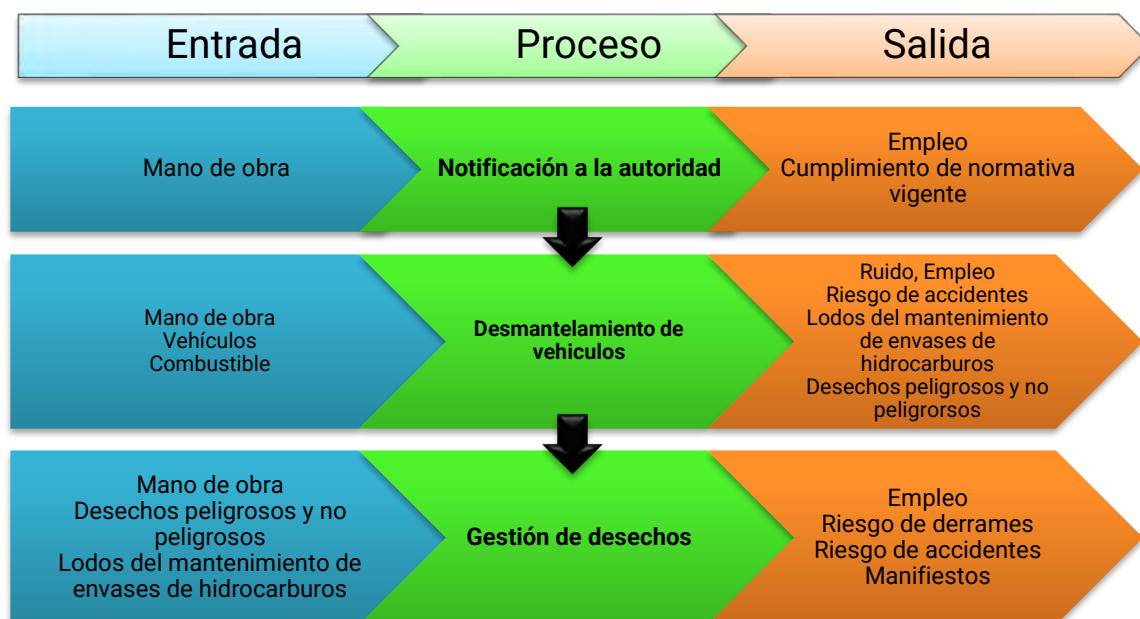 Entrada
Proceso
Salida
Mano de obra
Notificación a la autoridad
Empleo
Cumplimiento de normativa
vigente
Mano de obra
Vehículos
Combustible
Desmantelamiento de
vehiculos
Ruido, Empleo
Riesgo de accidentes
Lodos del mantenimiento
de envases de
hidrocarburos
Desechos peligrosos y no
peligrorsos
Mano de obra
Desechos peligrosos y no
peligrosos
Lodos del mantenimiento de
envases de hidrocarburos
Gestión de desechos
Empleo
Riesgo de derrames
Riesgo de accidentes
Manifiestos